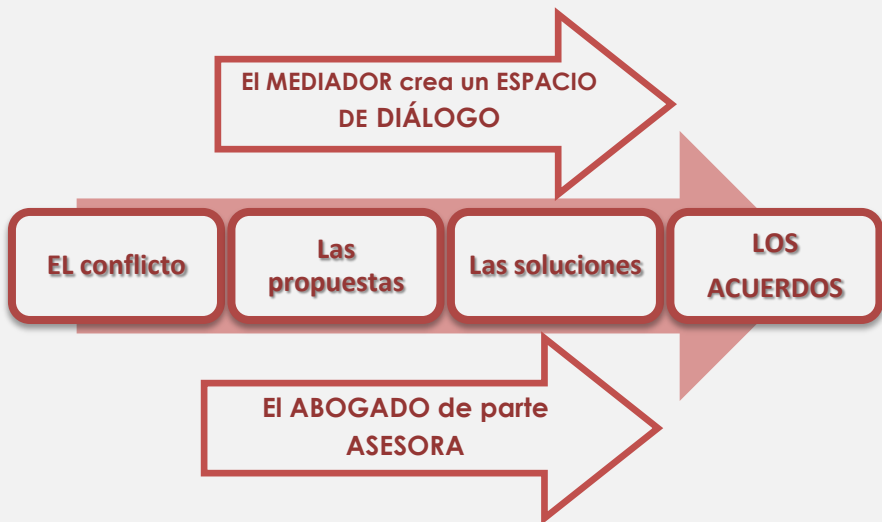 El MEDIADOR crea un ESPACIO
DE DIÁLOGO
EL conflicto
Las
propuestas
Las soluciones
LOS
ACUERDOS
El ABOGADO de parte
ASESORA